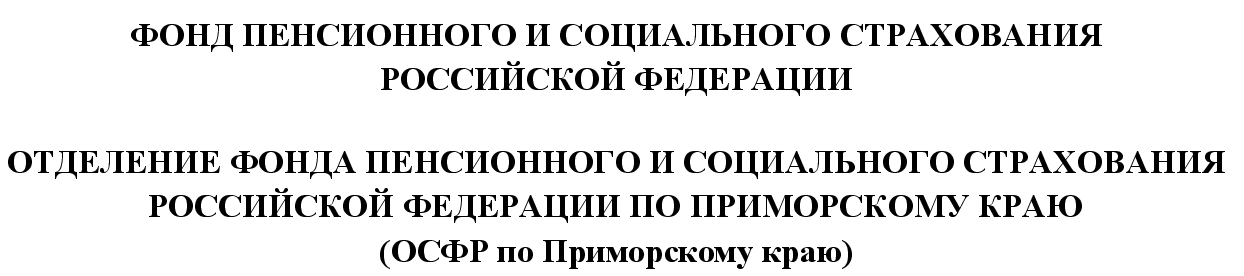 ФОНД ПЕНСИОННОГО И СОЦИАЛЬНОГО СТРАХОВАНИЯ
РОССИЙСКОЙ ФЕДЕРАЦИИ
ОТДЕЛЕНИЕ ФОНДА ПЕНСИОННОГО И СОЦИАЛЬНОГО СТРАХОВАНИЯ
РОССИЙСКОЙ ФЕДЕРАЦИИ ПО ПРИМОРСКОМУ КРАЮ
(ОСФР по Приморскому краю)